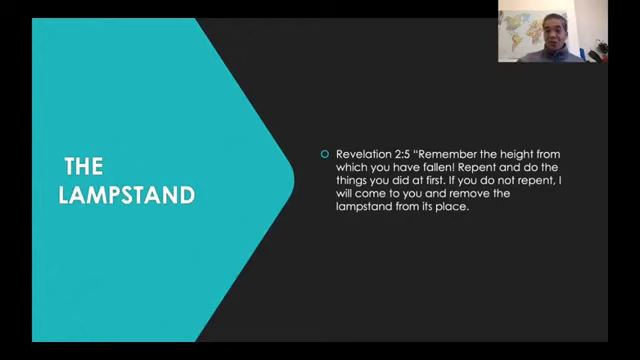 THE
LAMPSTAND
Revelation 2:5 “Remember the height from
which you have fallen! Repent and do the
things you did at first. If you do not repent, I
will come to you and remove the
lampstand from its place.